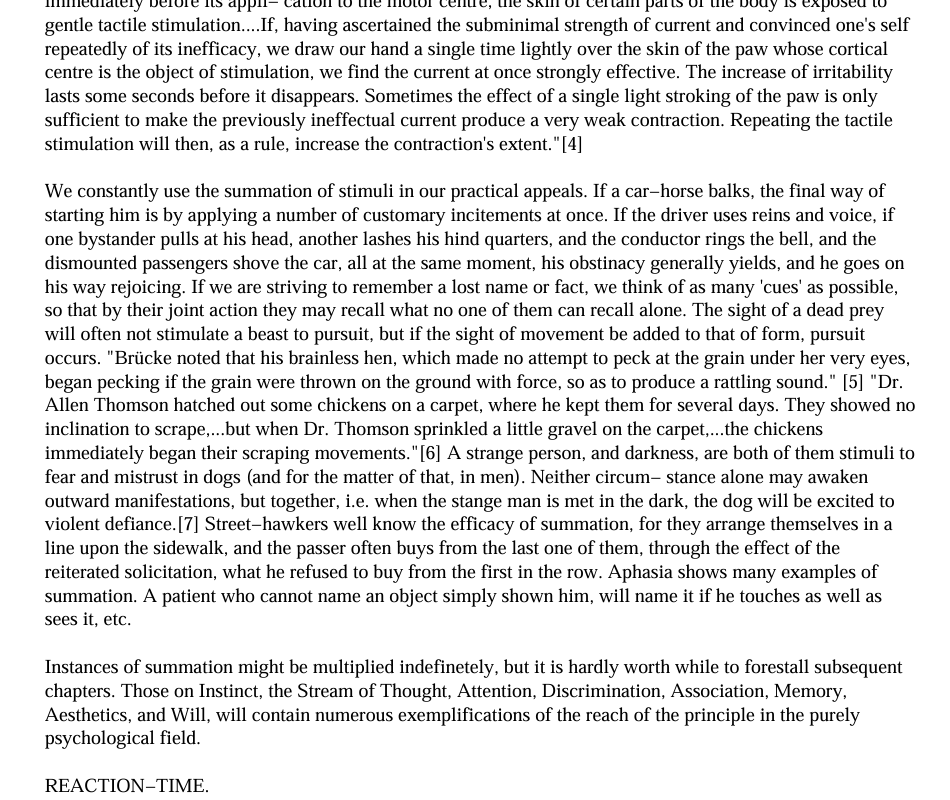 immediately before its appli− cation to the motor centre, the skin of certain parts of the body is exposed to
gentle tactile stimulation....If, having ascertained the subminimal strength of current and convinced one's self
repeatedly of its inefficacy, we draw our hand a single time lightly over the skin of the paw whose cortical
centre is the object of stimulation, we find the current at once strongly effective. The increase of irritability
lasts some seconds before it disappears. Sometimes the effect of a single light stroking of the paw is only
sufficient to make the previously ineffectual current produce a very weak contraction. Repeating the tactile
stimulation will then, as a rule, increase the contraction's extent."[4]

We constantly use the summation of stimuli in our practical appeals. If a car−horse balks, the final way of
starting him is by applying a number of customary incitements at once. If the driver uses reins and voice, if
one bystander pulls at his head, another lashes his hind quarters, and the conductor rings the bell, and the
dismounted passengers shove the car, all at the same moment, his obstinacy generally yields, and he goes on
his way rejoicing. If we are striving to remember a lost name or fact, we think of as many 'cues' as possible,
so that by their joint action they may recall what no one of them can recall alone. The sight of a dead prey
will often not stimulate a beast to pursuit, but if the sight of movement be added to that of form, pursuit
occurs. "Brücke noted that his brainless hen, which made no attempt to peck at the grain under her very eyes,
began pecking if the grain were thrown on the ground with force, so as to produce a rattling sound." [5] "Dr.
Allen Thomson hatched out some chickens on a carpet, where he kept them for several days. They showed no
inclination to scrape,...but when Dr. Thomson sprinkled a little gravel on the carpet,...the chickens
immediately began their scraping movements."[6] A strange person, and darkness, are both of them stimuli to
fear and mistrust in dogs (and for the matter of that, in men). Neither circum− stance alone may awaken
outward manifestations, but together, i.e. when the stange man is met in the dark, the dog will be excited to
violent defiance.[7] Street−hawkers well know the efficacy of summation, for they arrange themselves in a
line upon the sidewalk, and the passer often buys from the last one of them, through the effect of the
reiterated solicitation, what he refused to buy from the first in the row. Aphasia shows many examples of
summation. A patient who cannot name an object simply shown him, will name it if he touches as well as
sees it, etc.

Instances of summation might be multiplied indefinetely, but it is hardly worth while to forestall subsequent
chapters. Those on Instinct, the Stream of Thought, Attention, Discrimination, Association, Memory,
Aesthetics, and Will, will contain numerous exemplifications of the reach of the principle in the purely
psychological field.

REACTION−TIME.